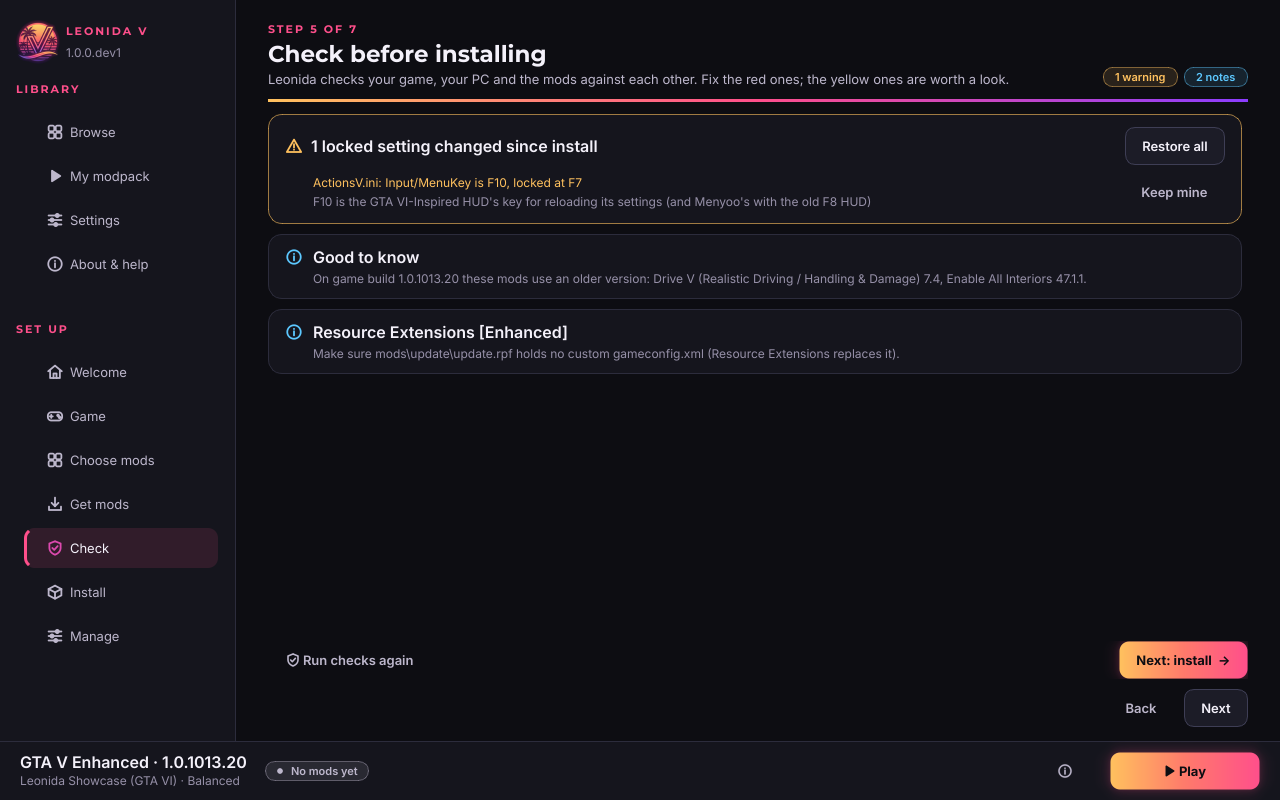 LEONIDA V
1.0.0.dev1
LIBRARY
Browse
My modpack
Settings
About & help
SET UP
Welcome
Game
Choose mods
Get mods
Check
Install
Manage
STEP 5 OF 7
Check before installing
Leonida checks your game, your PC and the mods against each other. Fix the red ones; the yellow ones are worth a look.
1 warning
2 notes
1 locked setting changed since install
Restore all
ActionsV.ini: Input/MenuKey is F10, locked at F7
F10 is the GTA VI-Inspired HUD's key for reloading its settings (and Menyoo's with the old F8 HUD)
Keep mine
Good to know
On game build 1.0.1013.20 these mods use an older version: Drive V (Realistic Driving / Handling & Damage) 7.4, Enable All Interiors 47.1.1.
Resource Extensions [Enhanced]
Make sure mods\update\update.rpf holds no custom gameconfig.xml (Resource Extensions replaces it).
Run checks again
Next: install →
Back
Next
GTA V Enhanced · 1.0.1013.20
Leonida Showcase (GTA VI) · Balanced
No mods yet
Play